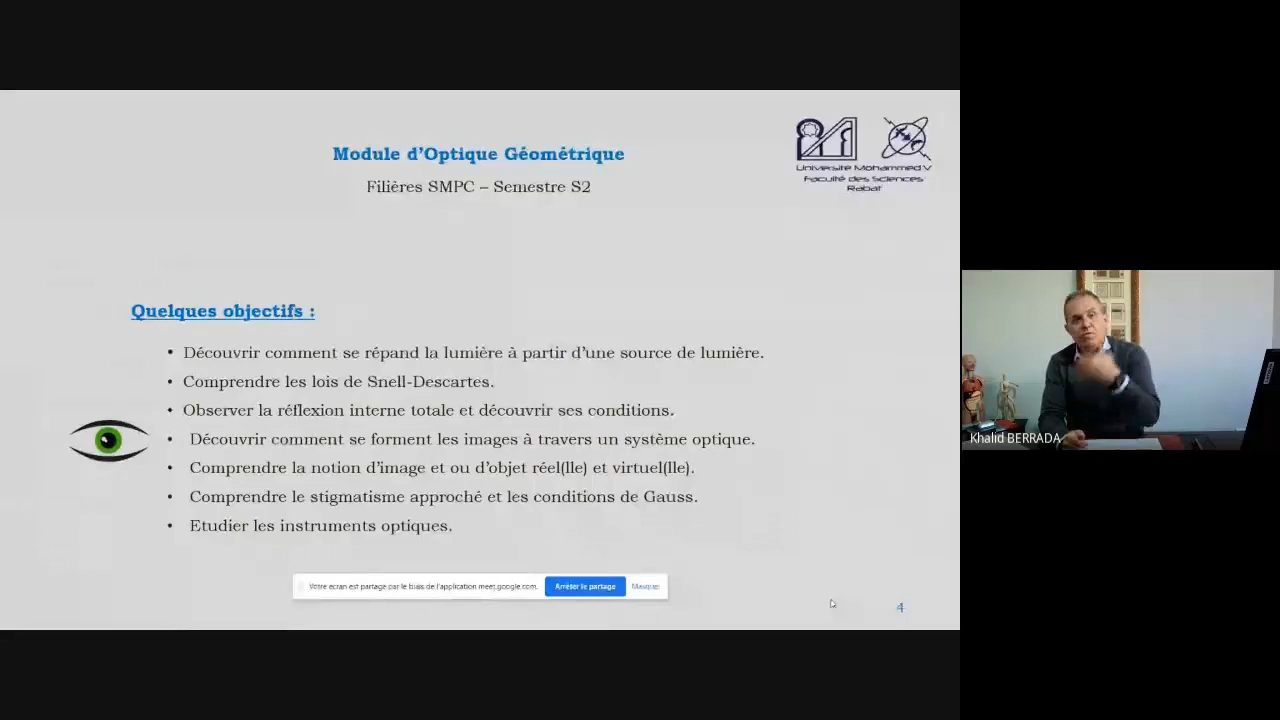 Module d'Optique Géométrique
Filières SMPC – Semestre S2
Université Mohammed V
Faculté des Sciences
Rabat
Quelques objectifs :
• Découvrir comment se répand la lumière à partir d'une source de lumière.
• Comprendre les lois de Snell-Descartes.
• Observer la réflexion interne totale et découvrir ses conditions.
• Découvrir comment se forment les images à travers un système optique.
• Comprendre la notion d'image et ou d'objet réel(lle) et virtuel(lle).
• Comprendre le stigmatisme approché et les conditions de Gauss.
• Etudier les instruments optiques.
Votre écran est partagé par le biais de l'application meet.google.com. Arrêter le partage Masquer
4
Khalid BERRADA